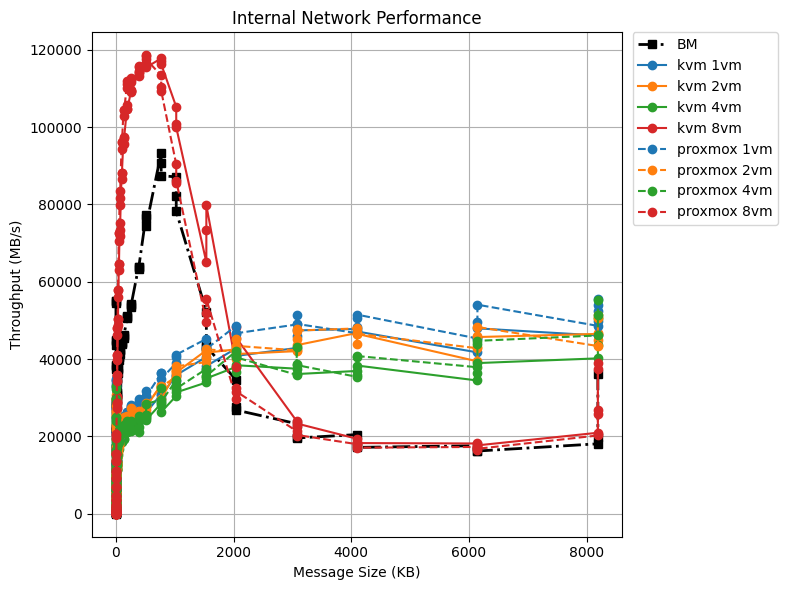 Internal Network Performance
BM
kvm 1vm
kvm 2vm
kvm 4vm
kvm 8vm
proxmox 1vm
proxmox 2vm
proxmox 4vm
proxmox 8vm
Throughput (MB/s)
120000
100000
80000
60000
40000
20000
0
0 2000 4000 6000 8000
Message Size (KB)